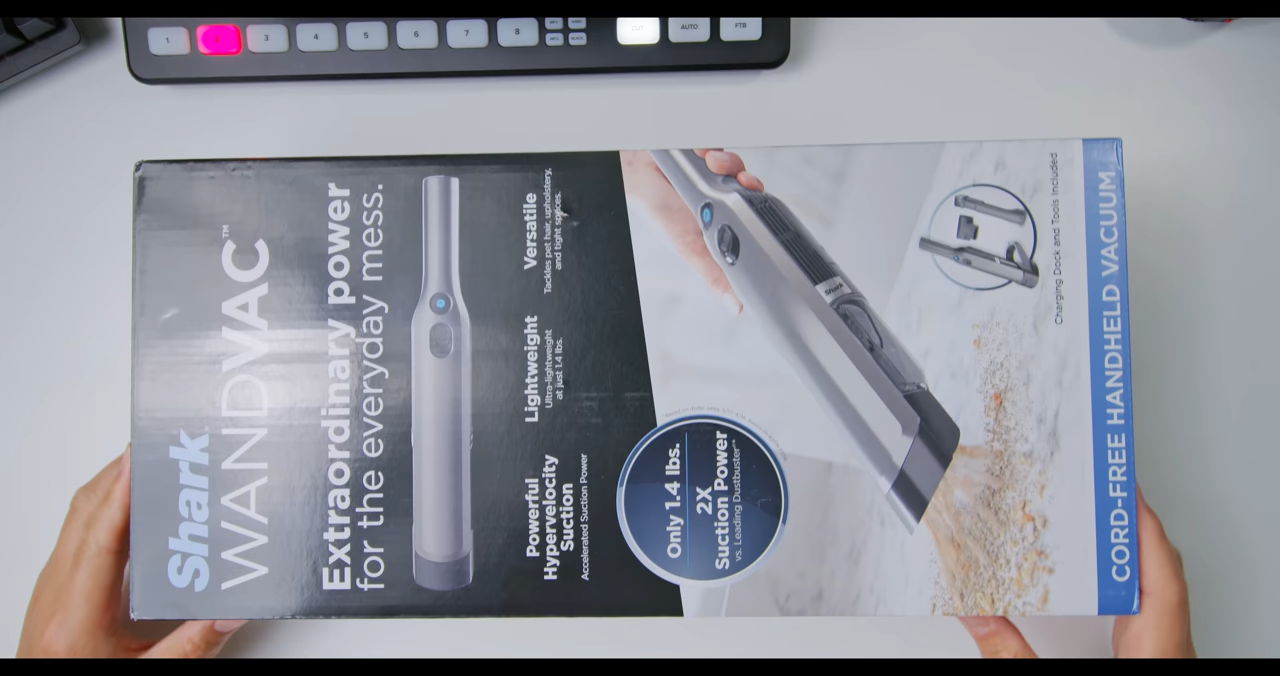 1
3
4
5
6
7
8
CUT
AUTO
FTB
Shark
WANDVAC™
Extraordinary power
for the everyday mess.
Powerful
Hypervelocity
Suction
Accelerated Suction Power
Lightweight
Ultra-lightweight
at just 1.4 lbs.
Versatile
Tackles pet hair, upholstery,
and tight spaces.
Only 1.4 lbs.
2X
Suction Power
vs. Leading Dustbuster**
Shark
Charging Dock and Tools Included
CORD-FREE HANDHELD VACUUM